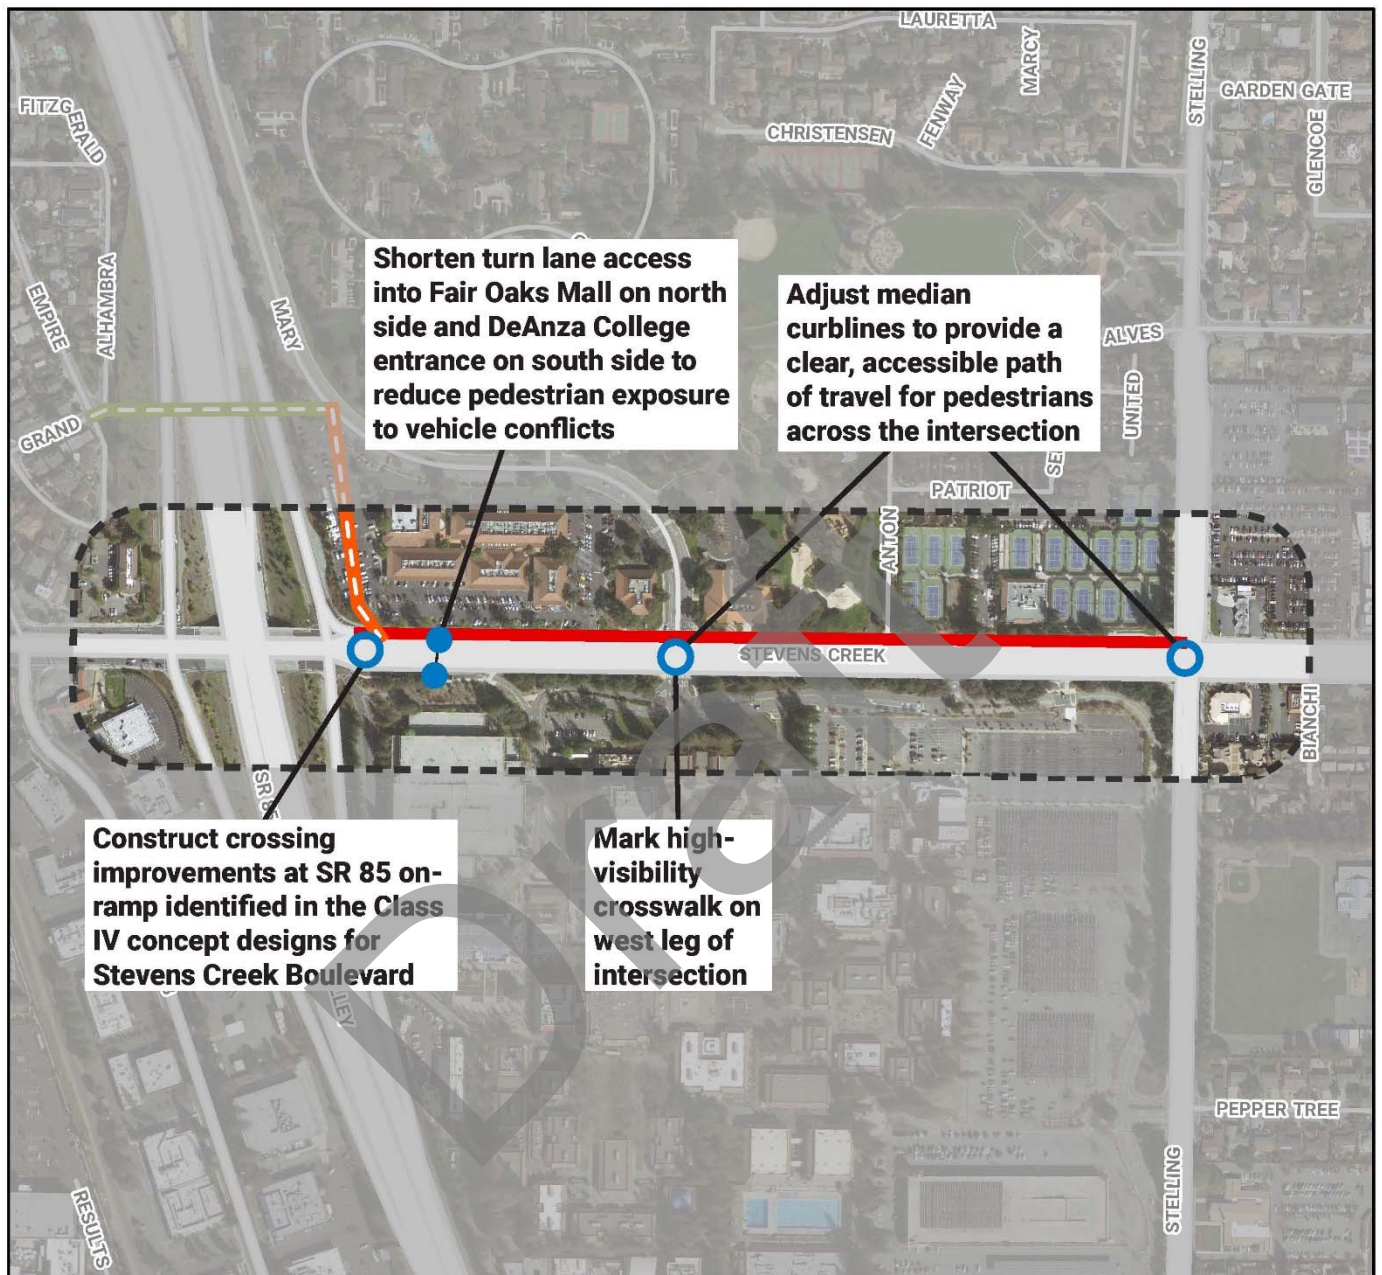 LAURETTA
MARCY
STELLING
GARDEN GATE
FITZGERALD
FENWAY
CHRISTENSEN
GLENCOE
Shorten turn lane access
into Fair Oaks Mall on north
side and DeAnza College
entrance on south side to
reduce pedestrian exposure
to vehicle conflicts
Adjust median
curblines to provide a
clear, accessible path
of travel for pedestrians
across the intersection
EMPIRE
ALHAMBRA
MARY
ALVES
UNITED
GRAND
PATRIOT
ANTON
STEVENS CREEK
BIANCHI
Construct crossing
improvements at SR 85 on-
ramp identified in the Class
IV concept designs for
Stevens Creek Boulevard
Mark high-
visibility
crosswalk on
west leg of
intersection
Draft
PEPPER TREE
STELLING
RESULTS